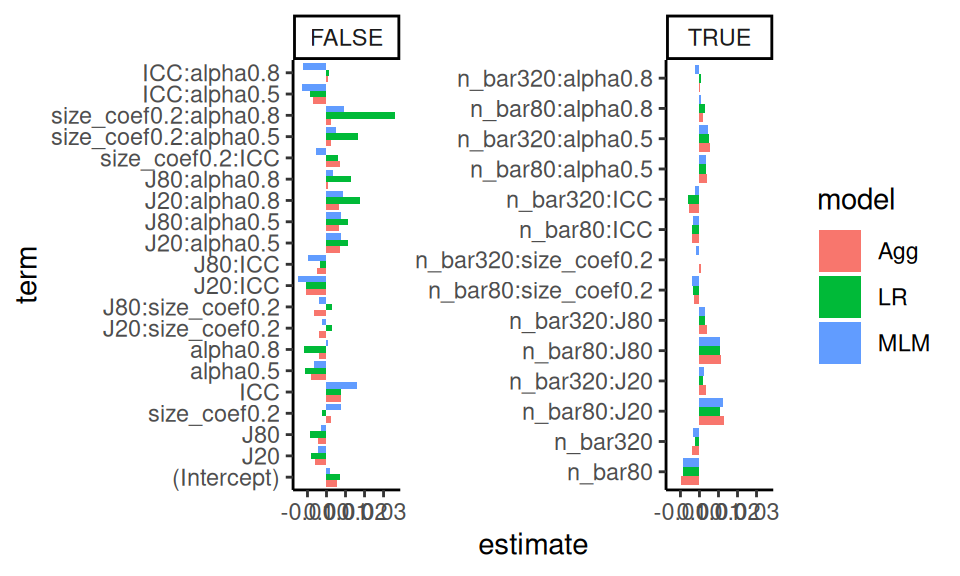 FALSE
TRUE
term
ICC:alpha0.8
ICC:alpha0.5
size_coef0.2:alpha0.8
size_coef0.2:alpha0.5
size_coef0.2:ICC
J80:alpha0.8
J20:alpha0.8
J80:alpha0.5
J20:alpha0.5
J80:ICC
J20:ICC
J80:size_coef0.2
J20:size_coef0.2
alpha0.8
alpha0.5
ICC
size_coef0.2
J80
J20
(Intercept)
n_bar320:alpha0.8
n_bar80:alpha0.8
n_bar320:alpha0.5
n_bar80:alpha0.5
n_bar320:ICC
n_bar80:ICC
n_bar320:size_coef0.2
n_bar80:size_coef0.2
n_bar320:J80
n_bar80:J80
n_bar320:J20
n_bar80:J20
n_bar320
n_bar80
estimate
model
Agg
LR
MLM